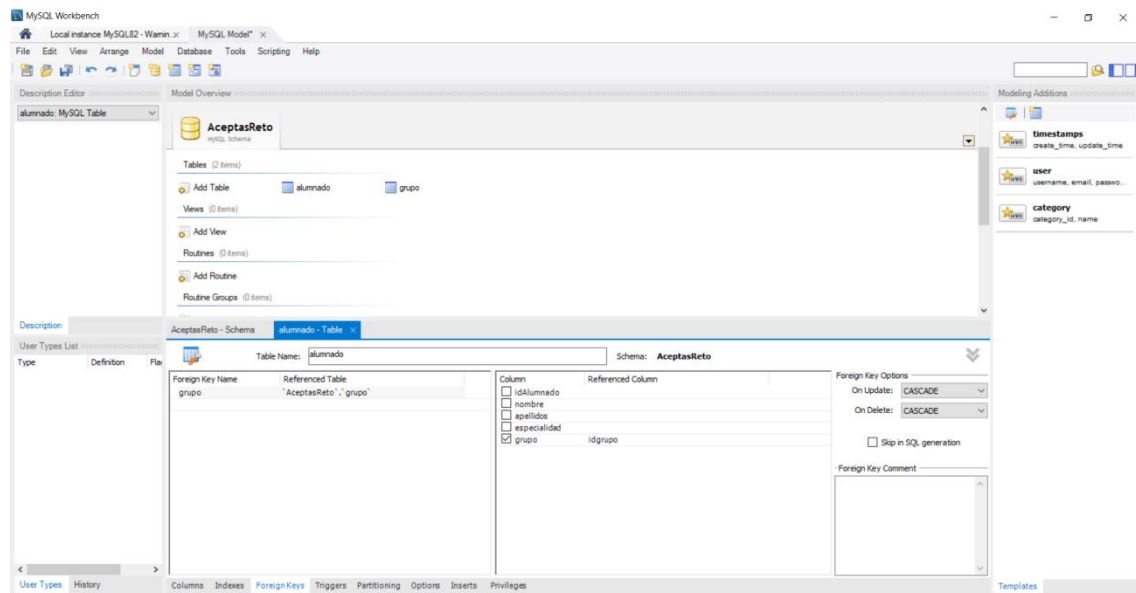 MySQL Workbench
Local instance MySQL82 - Warnin... MySQL Model*
File Edit View Arrange Model Database Tools Scripting Help
Description Editor
alumnado: MySQL Table
Description
User Types List
Type Definition Flag
User Types History
Model Overview
AceptasReto
MySQL Schema
Tables (2 items)
Add Table alumnado grupo
Views (0 items)
Add View
Routines (0 items)
Add Routine
Routine Groups (0 items)
AceptasReto - Schema alumnado - Table
Table Name: alumnado Schema: AceptasReto
Foreign Key Name Referenced Table
grupo `AceptasReto`.`grupo`
Column Referenced Column
idAlumnado
nombre
apellidos
especialidad
grupo idgrupo
Foreign Key Options
On Update: CASCADE
On Delete: CASCADE
Skip in SQL generation
Foreign Key Comment
Columns Indexes Foreign Keys Triggers Partitioning Options Inserts Privileges
Modeling Additions
timestamps
create_time, update_time
user
username, email, passwo...
category
category_id, name
Templates